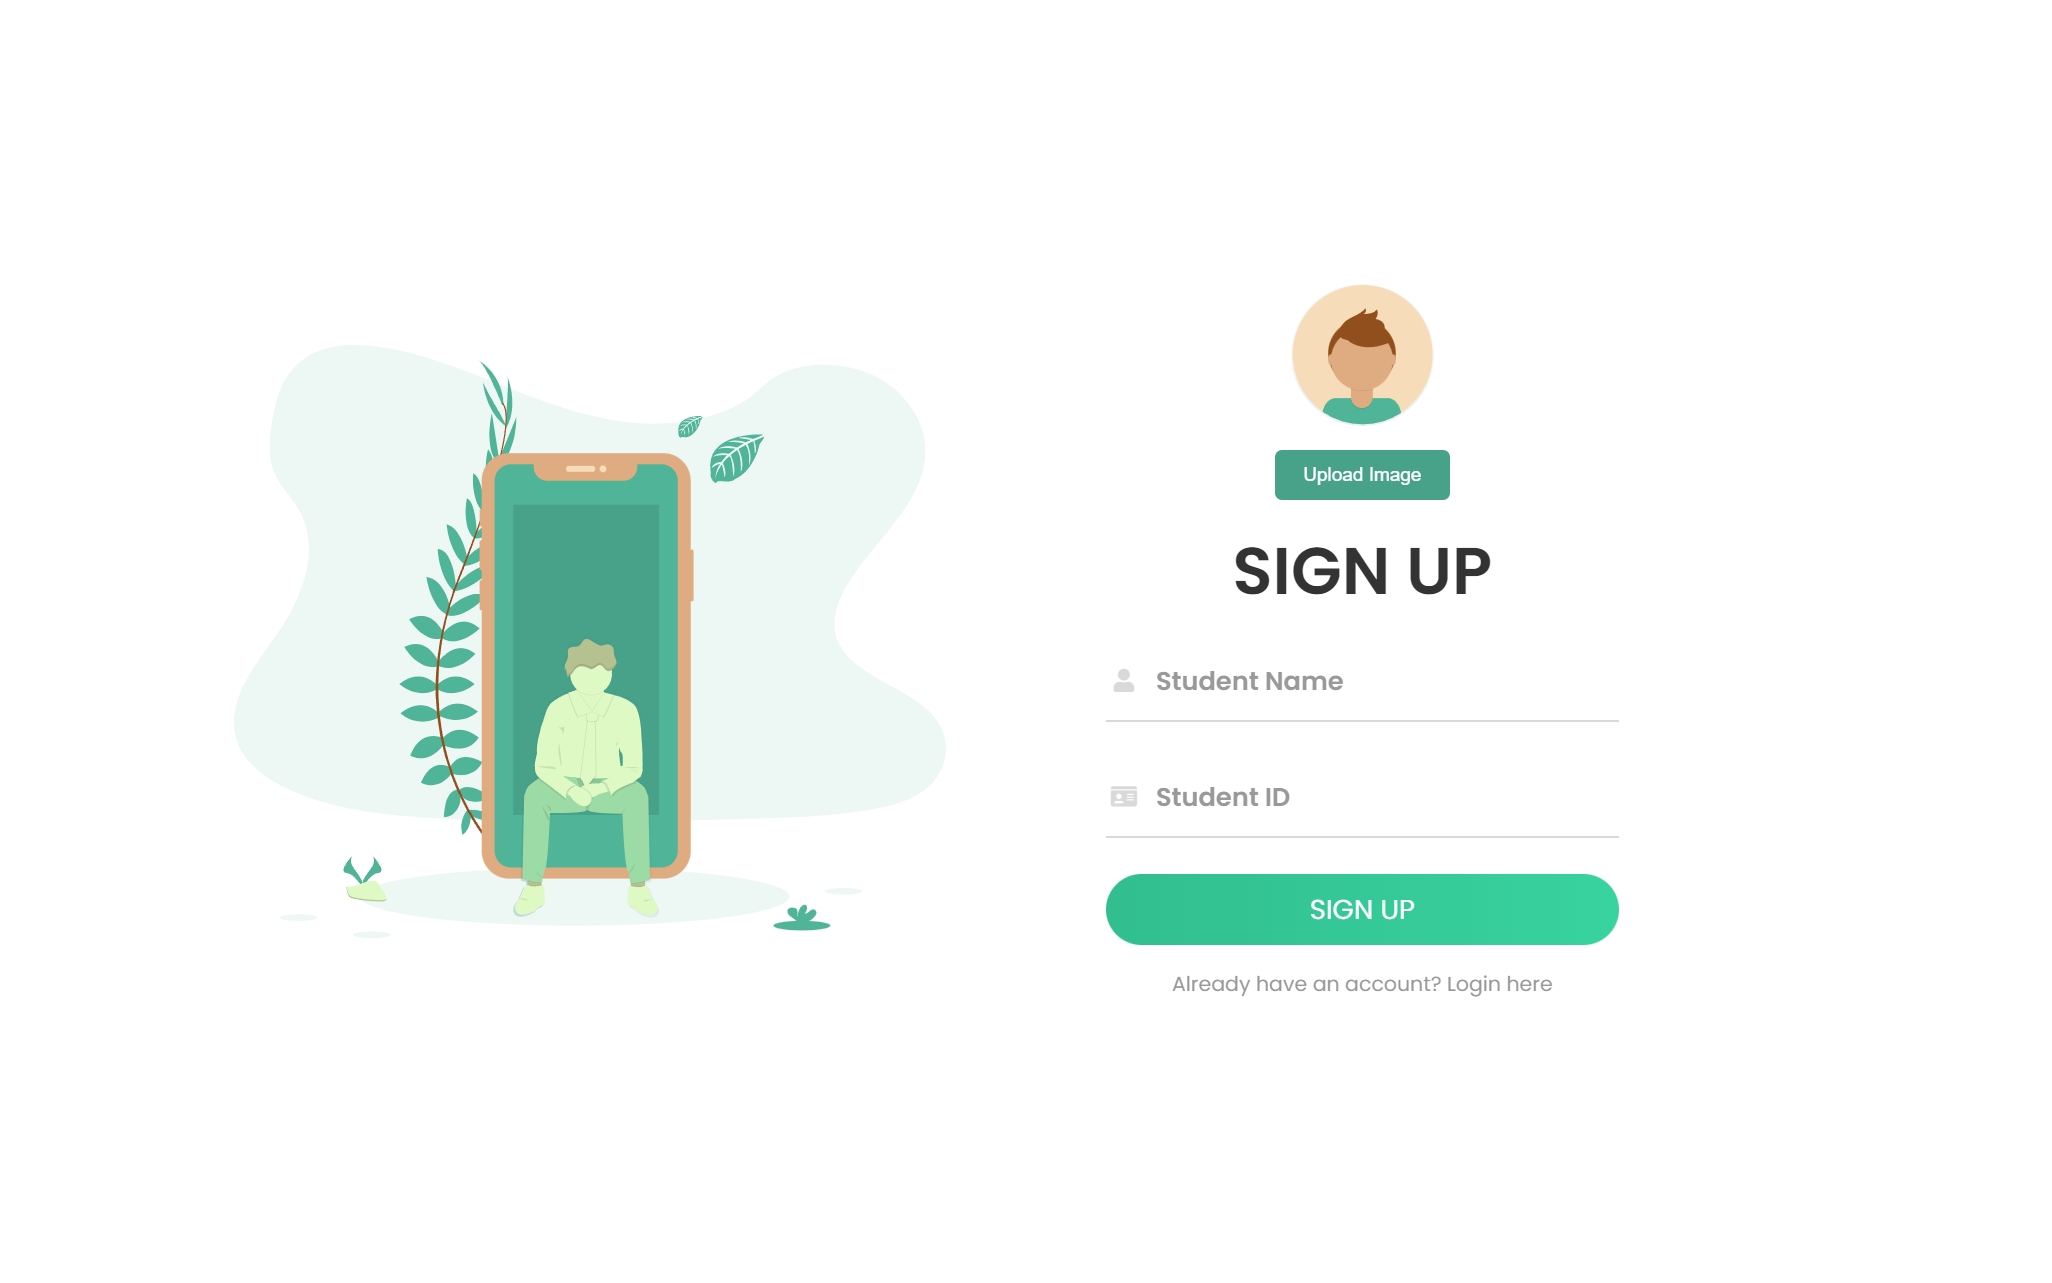 Upload Image
SIGN UP
Student Name
Student ID
SIGN UP
Already have an account? Login here